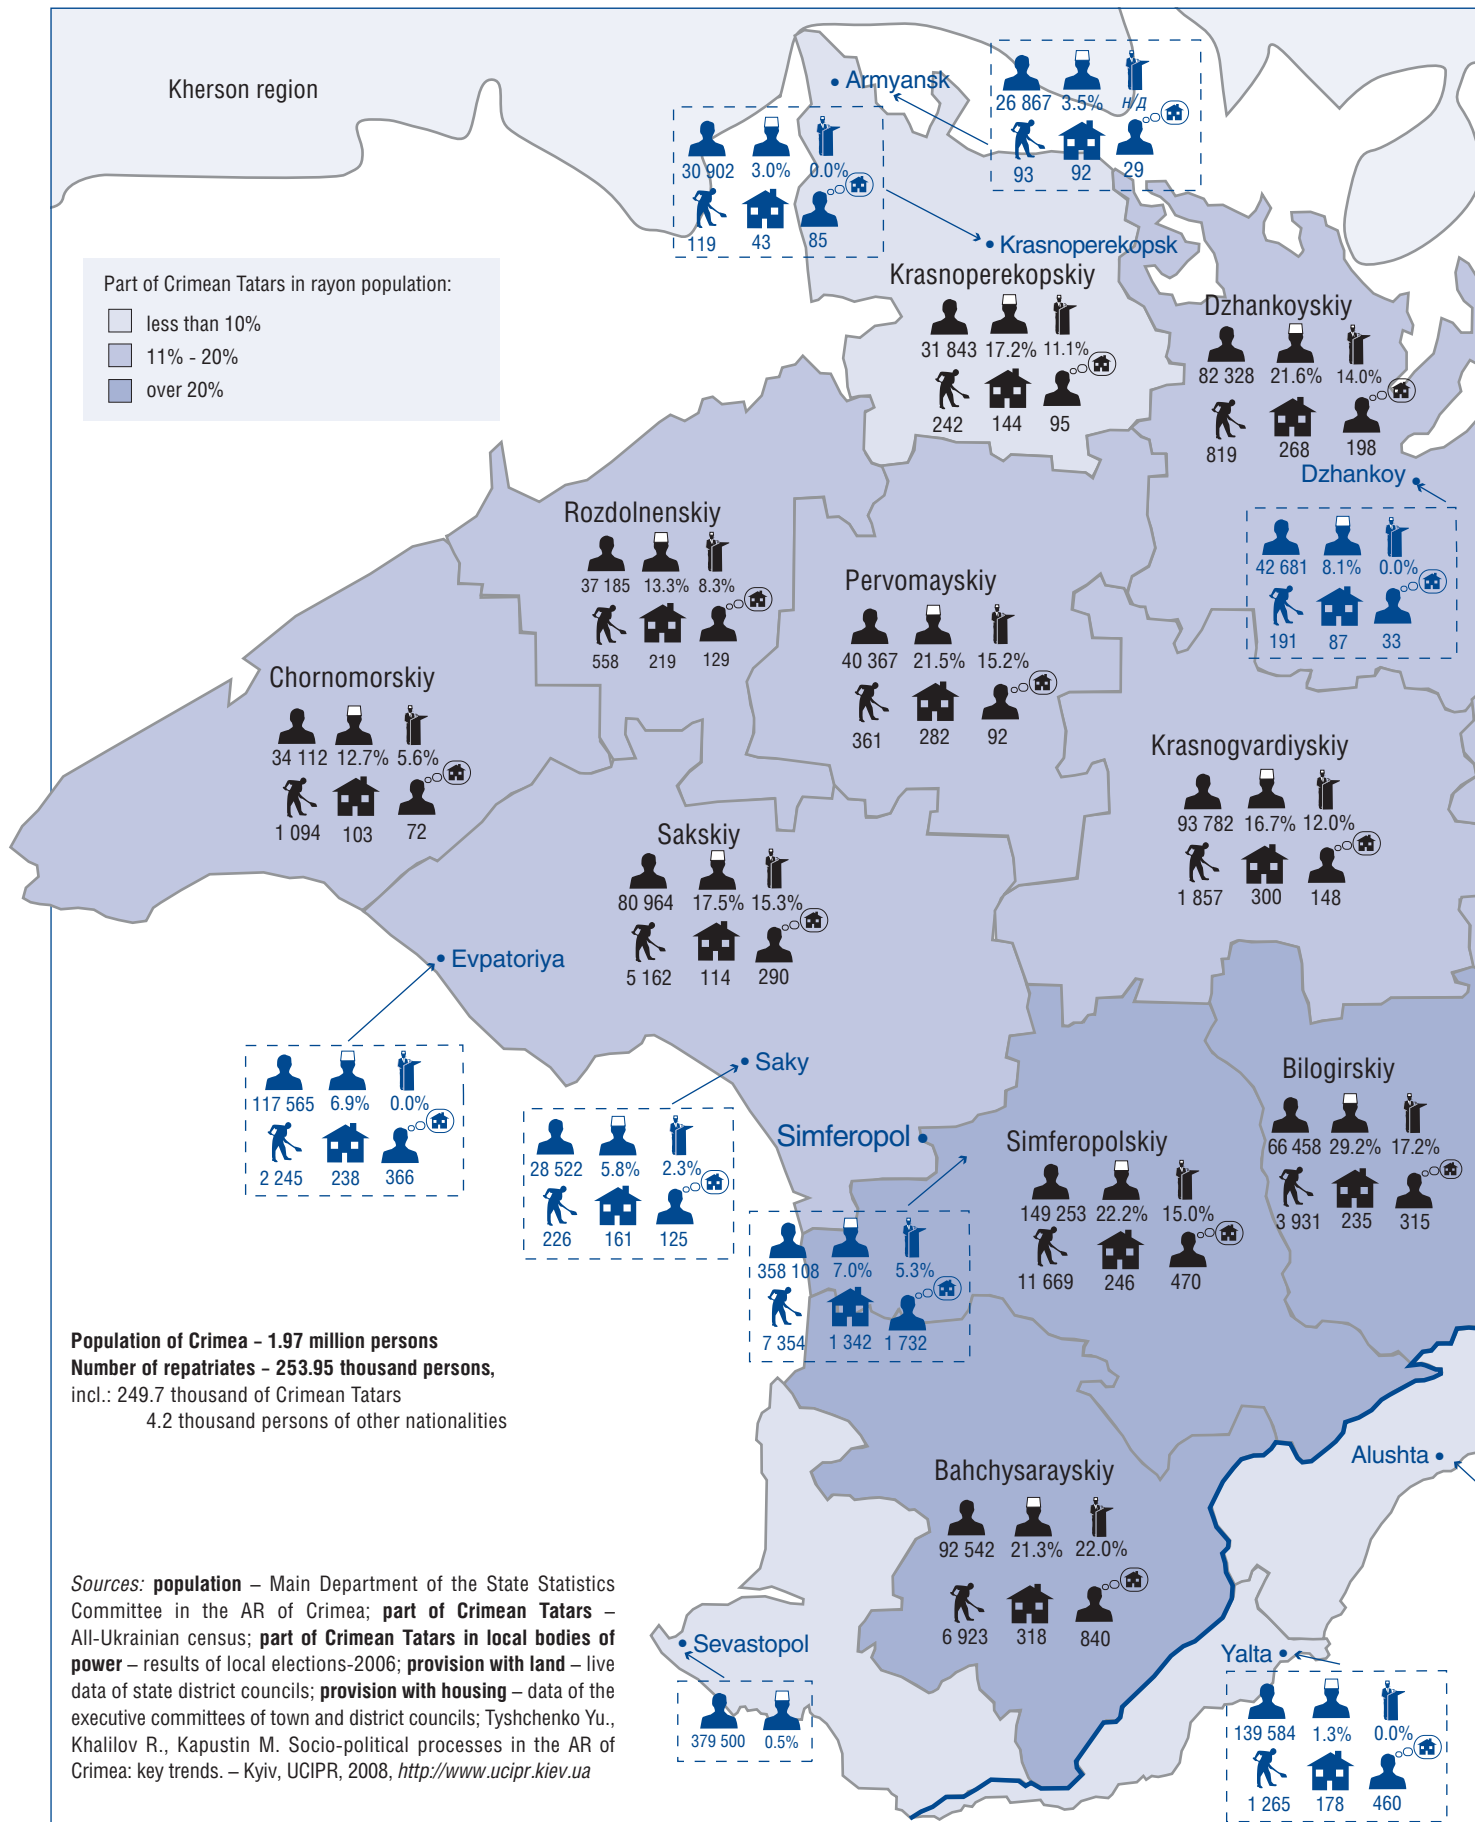 Kherson region
Armyansk
26 867 3.5% н/д
93 92 29
30 902 3.0% 0.0%
119 43 85
Krasnoperekopsk
Part of Crimean Tatars in rayon population:
less than 10%
11% - 20%
over 20%
Krasnoperekopskiy
31 843 17.2% 11.1%
242 144 95
Dzhankoyskiy
82 328 21.6% 14.0%
819 268 198
Dzhankoy
42 681 8.1% 0.0%
191 87 33
Rozdolnenskiy
37 185 13.3% 8.3%
558 219 129
Pervomayskiy
40 367 21.5% 15.2%
361 282 92
Chornomorskiy
34 112 12.7% 5.6%
1 094 103 72
Krasnogvardiyskiy
93 782 16.7% 12.0%
1 857 300 148
Sakskiy
80 964 17.5% 15.3%
5 162 114 290
Evpatoriya
117 565 6.9% 0.0%
2 245 238 366
Saky
28 522 5.8% 2.3%
226 161 125
Simferopol
358 108 7.0% 5.3%
7 354 1 342 1 732
Simferopolskiy
149 253 22.2% 15.0%
11 669 246 470
Bilogirskiy
66 458 29.2% 17.2%
3 931 235 315
Population of Crimea – 1.97 million persons
Number of repatriates – 253.95 thousand persons,
incl.: 249.7 thousand of Crimean Tatars
4.2 thousand persons of other nationalities
Alushta
Bahchysarayskiy
92 542 21.3% 22.0%
6 923 318 840
Sevastopol
379 500 0.5%
Yalta
139 584 1.3% 0.0%
1 265 178 460
Sources: population – Main Department of the State Statistics
Committee in the AR of Crimea; part of Crimean Tatars –
All-Ukrainian census; part of Crimean Tatars in local bodies of
power – results of local elections-2006; provision with land – live
data of state district councils; provision with housing – data of the
executive committees of town and district councils; Tyshchenko Yu.,
Khalilov R., Kapustin M. Socio-political processes in the AR of
Crimea: key trends. – Kyiv, UCIPR, 2008, http://www.ucipr.kiev.ua